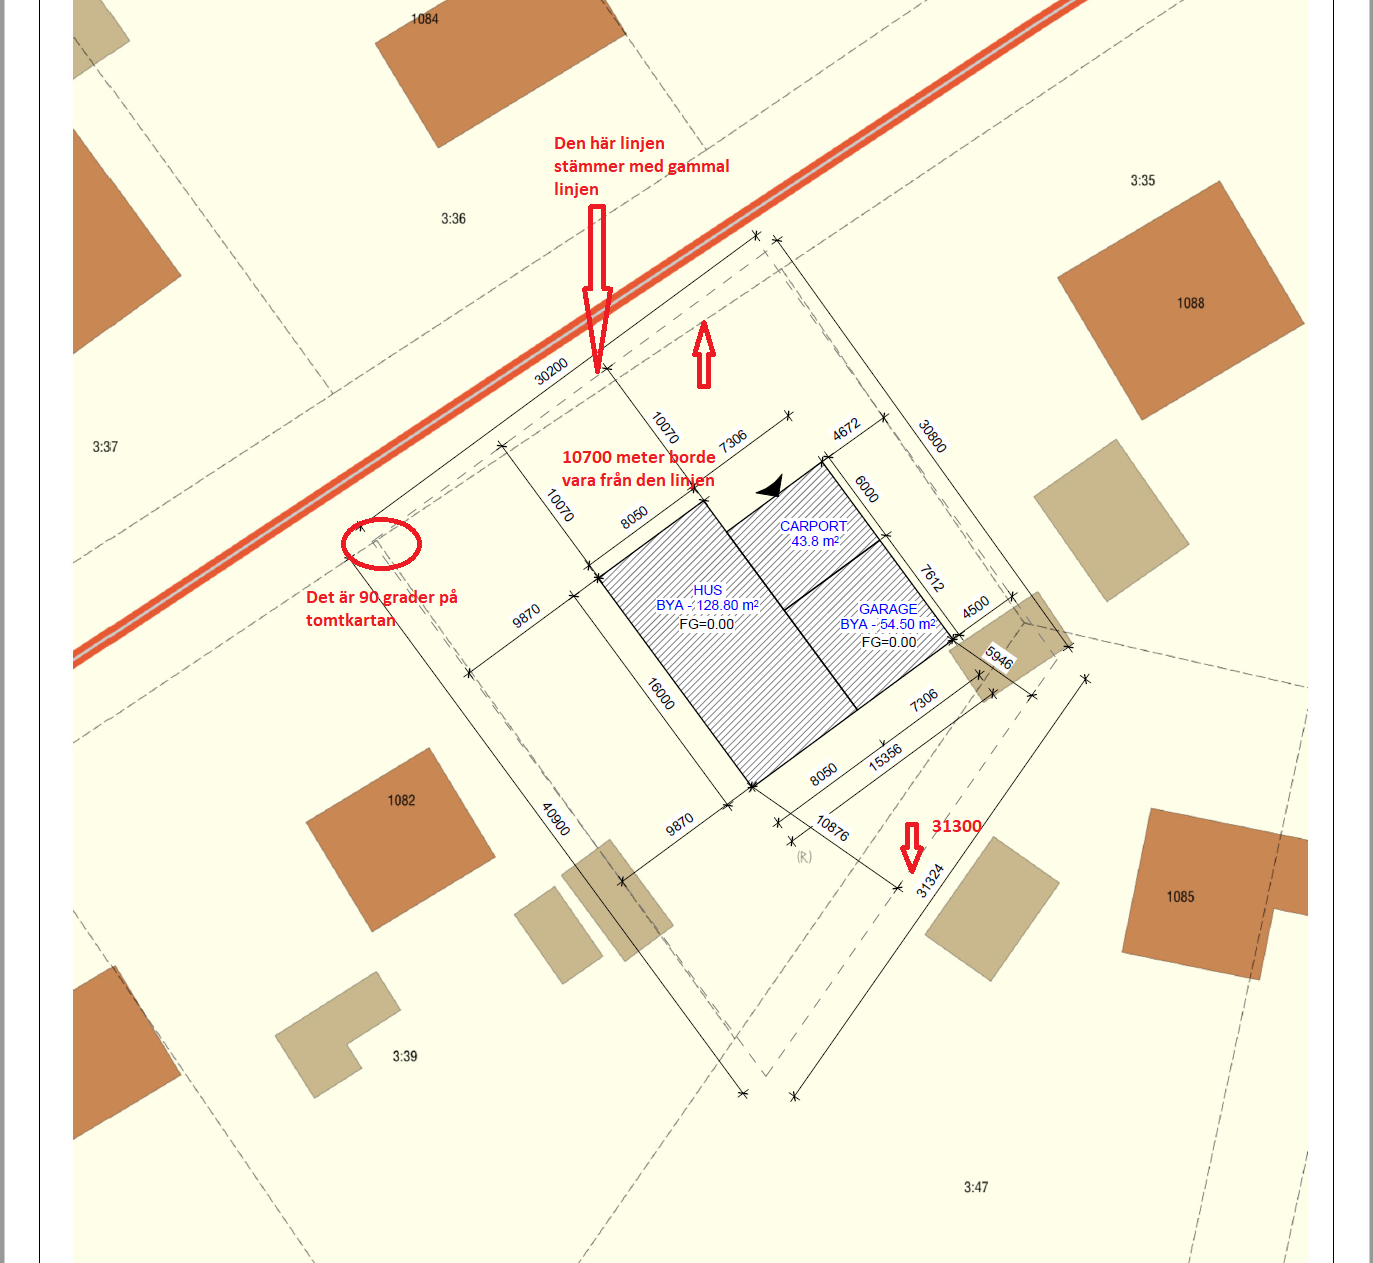 1084
Den här linjen
stämmer med gammal
linjen
3:35
3:36
1088
30200
3:37
10070
7306
4672
30800
10700 meter borde
vara från den linjen
6000
10070
8050
CARPORT
43.8 m²
7612
HUS
BYA - 128.80 m²
FG=0.00
GARAGE
BYA - 54.50 m²
FG=0.00
4500
Det är 90 grader på
tomtkartan
9870
5946
16000
7306
15356
8050
1082
40900
9870
10876
31300
(R)
31324
1085
3:39
3:47